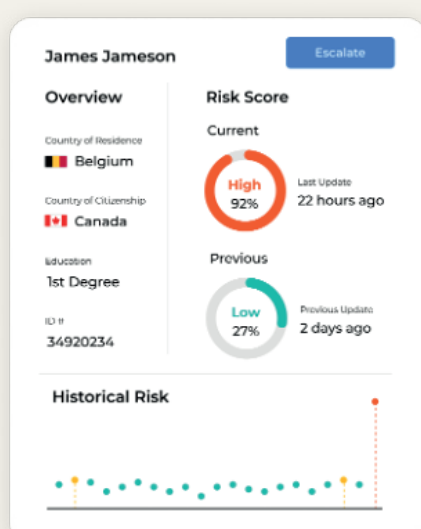 James Jameson
Escalate
Overview
Country of Residence
Belgium
Country of Citizenship
Canada
Education
1st Degree
ID #
34920234
Risk Score
Current
High
92%
Last Update
22 hours ago
Previous
Low
27%
Previous Update
2 days ago
Historical Risk